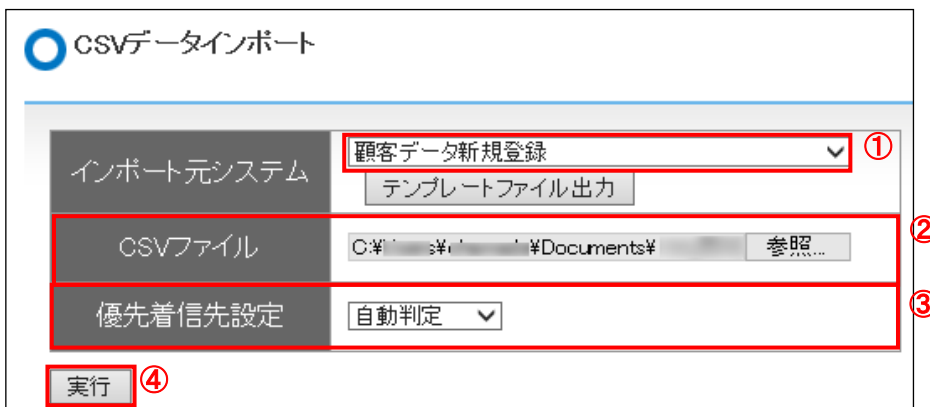 CSVデータインポート
インポート元システム
顧客データ新規登録
①
テンプレートファイル出力
CSVファイル
C:¥ ¥ ¥Documents¥
参照...
②
優先着信先設定
自動判定
③
実行
④